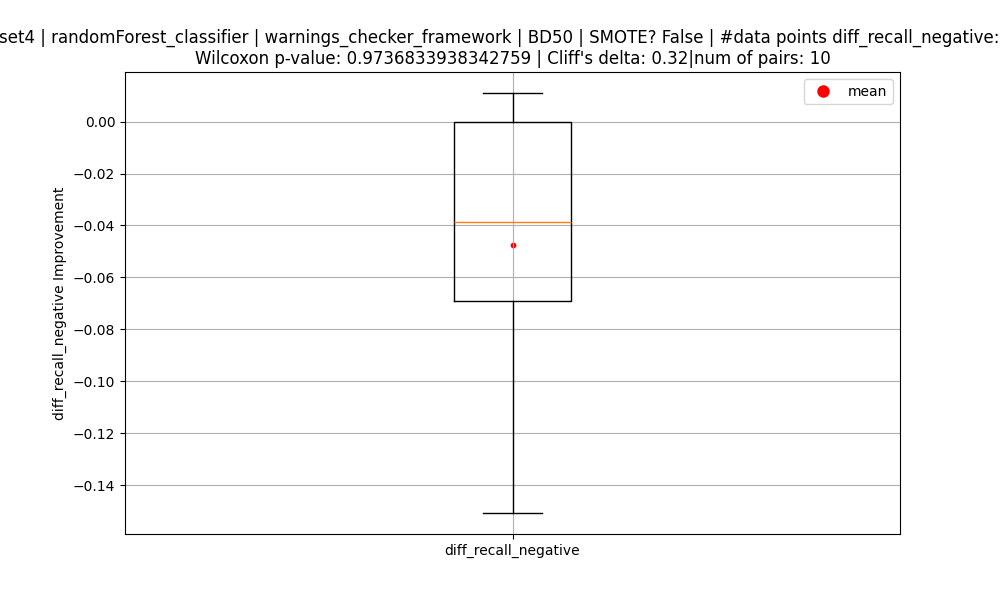 set4 | randomForest_classifier | warnings_checker_framework | BD50 | SMOTE? False | #data points diff_recall_negative:
Wilcoxon p-value: 0.9736833938342759 | Cliff's delta: 0.32|num of pairs: 10
mean
0.00
−0.02
−0.04
−0.06
−0.08
−0.10
−0.12
−0.14
diff_recall_negative Improvement
diff_recall_negative